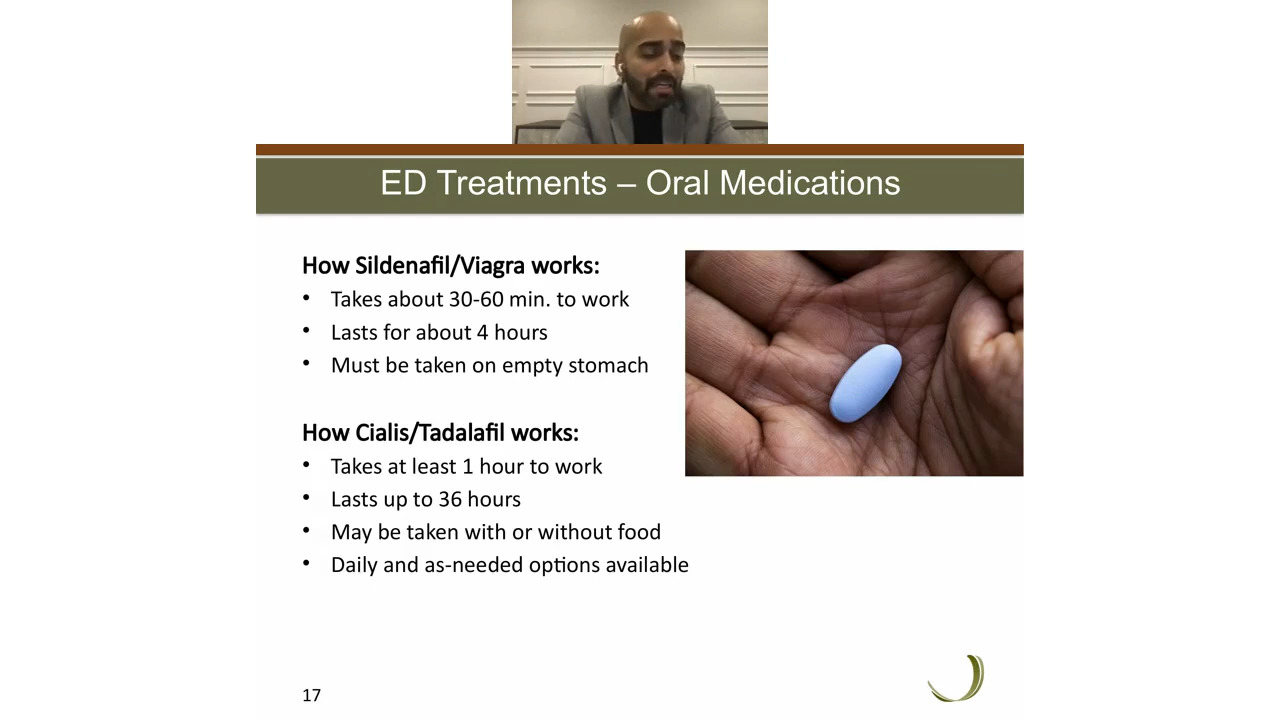 ED Treatments – Oral Medications
How Sildenafil/Viagra works:
• Takes about 30-60 min. to work
• Lasts for about 4 hours
• Must be taken on empty stomach
How Cialis/Tadalafil works:
• Takes at least 1 hour to work
• Lasts up to 36 hours
• May be taken with or without food
• Daily and as-needed options available
17